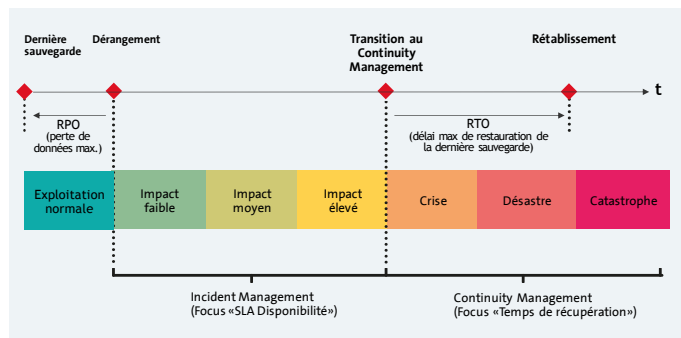 Dernière
sauvegarde
Dérangement
Transition au
Continuity
Management
Rétablissement
t
RPO
(perte de
données max.)
RTO
(délai max de restauration de
la dernière sauvegarde)
Exploitation
normale
Impact
faible
Impact
moyen
Impact
élevé
Crise
Désastre
Catastrophe
Incident Management
(Focus «SLA Disponibilité»)
Continuity Management
(Focus «Temps de récupération»)